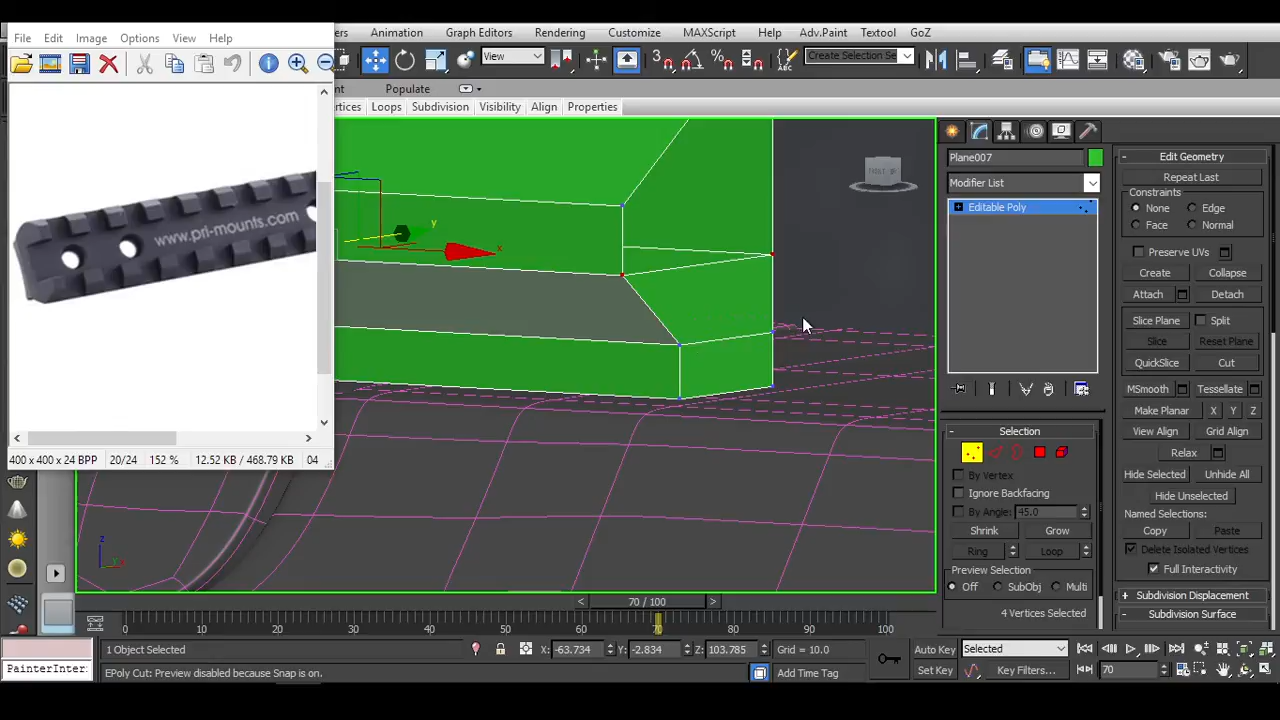 File Edit Image Options View Help
Animation Graph Editors Rendering Customize MAXScript Help Adv.Paint Textool GoZ
View
Create Selection Se
Populate
Loops Subdivision Visibility Align Properties
www.pri-mounts.com
y
x
z
400 x 400 x 24 BPP 20/24 152 % 12.52 KB / 468.79 KB 04
Plane007
Modifier List
Editable Poly
Selection
By Vertex
Ignore Backfacing
By Angle: 45.0
Shrink Grow
Ring Loop
Preview Selection
Off SubObj Multi
4 Vertices Selected
Edit Geometry
Repeat Last
Constraints
None Edge
Face Normal
Preserve UVs
Create Collapse
Attach Detach
Slice Plane Split
Slice Reset Plane
QuickSlice Cut
MSmooth Tessellate
Make Planar X Y Z
View Align Grid Align
Relax
Hide Selected Unhide All
Hide Unselected
Named Selections:
Copy Paste
Delete Isolated Vertices
Full Interactivity
Subdivision Displacement
Subdivision Surface
< 70 / 100 >
0 10 20 30 40 50 60 70 80 90 100
1 Object Selected X: -63.734 Y: -2.834 Z: 103.785 Grid = 10.0 Auto Key Selected
PainterInter
EPoly Cut: Preview disabled because Snap is on. Add Time Tag Set Key Key Filters... 70